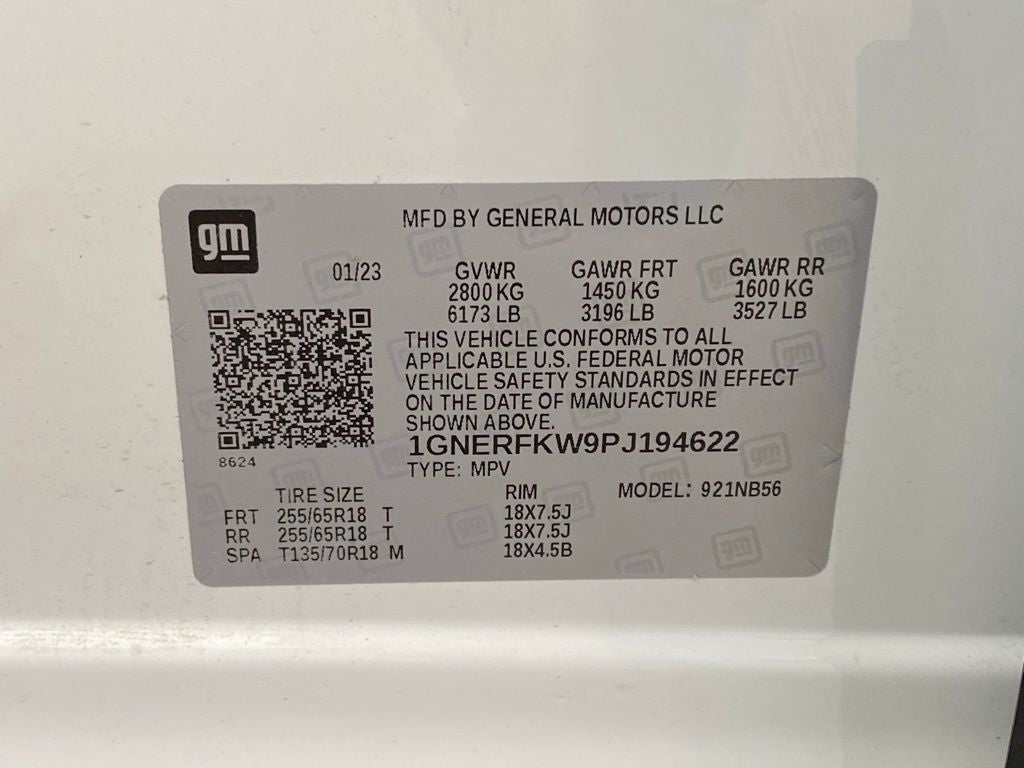 gm
MFD BY GENERAL MOTORS LLC
01/23 GVWR GAWR FRT GAWR RR
2800 KG 1450 KG 1600 KG
6173 LB 3196 LB 3527 LB
THIS VEHICLE CONFORMS TO ALL
APPLICABLE U.S. FEDERAL MOTOR
VEHICLE SAFETY STANDARDS IN EFFECT
ON THE DATE OF MANUFACTURE
SHOWN ABOVE.
1GNERFKW9PJ194622
8624
TYPE: MPV
TIRE SIZE RIM MODEL: 921NB56
FRT 255/65R18 T 18X7.5J
RR 255/65R18 T 18X7.5J
SPA T135/70R18 M 18X4.5B